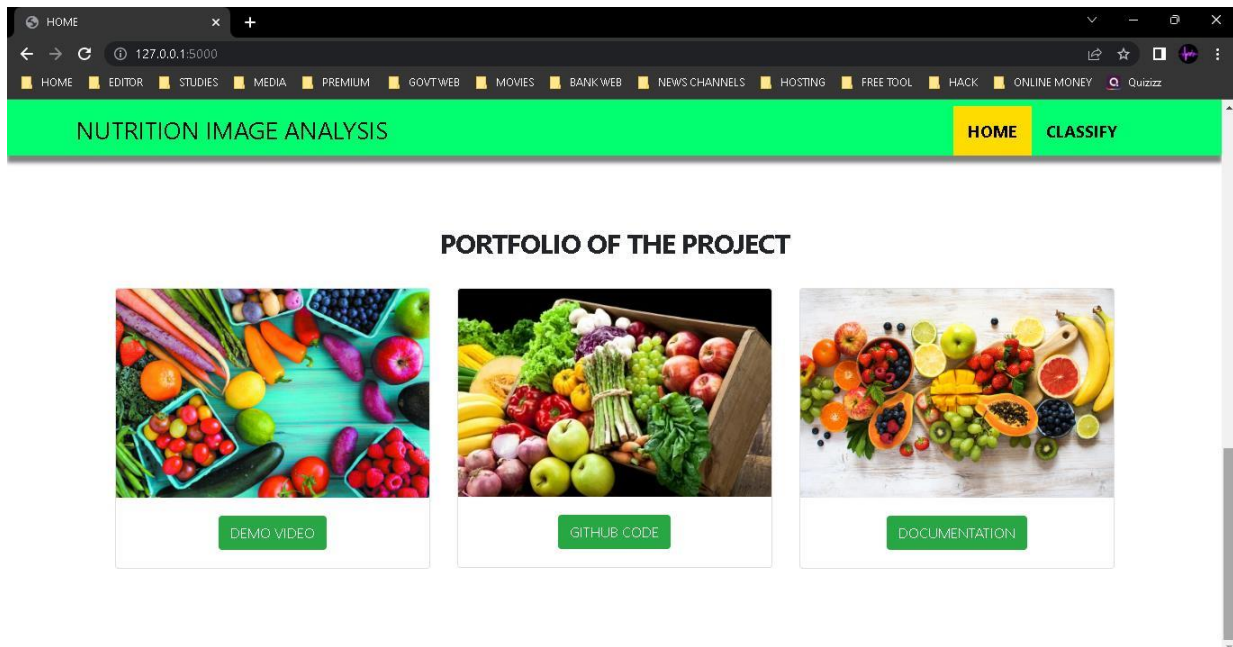 HOME
127.0.0.1:5000
HOME EDITOR STUDIES MEDIA PREMIUM GOVT WEB MOVIES BANK WEB NEWS CHANNELS HOSTING FREE TOOL HACK ONLINE MONEY Quizizz
NUTRITION IMAGE ANALYSIS HOME CLASSIFY
PORTFOLIO OF THE PROJECT
DEMO VIDEO GITHUB CODE DOCUMENTATION